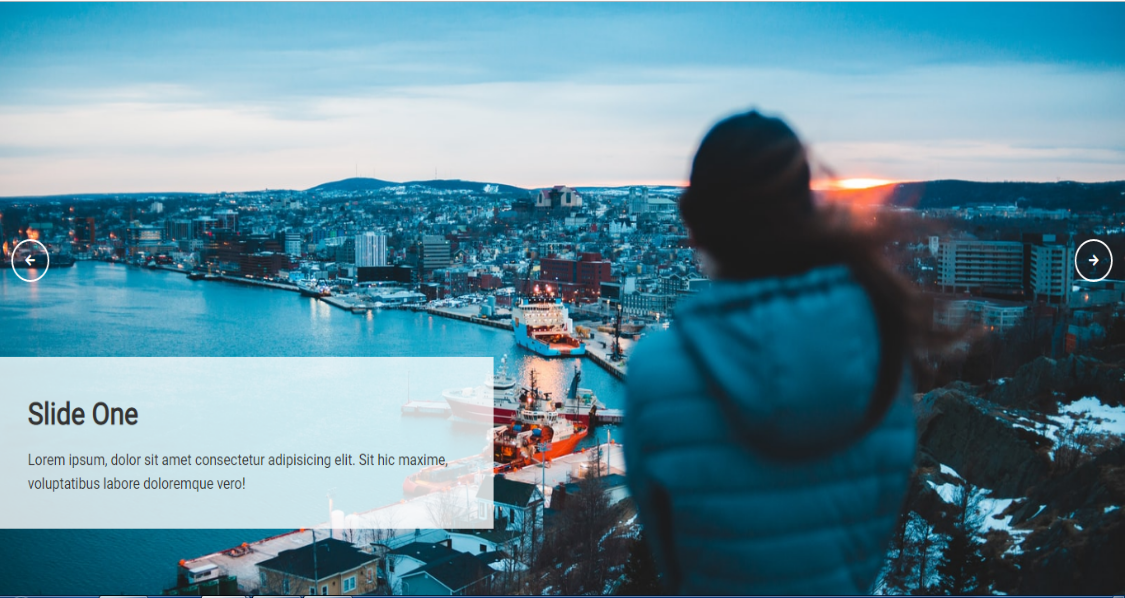 Slide One
Lorem ipsum, dolor sit amet consectetur adipisicing elit. Sit hic maxime,
voluptatibus labore doloremque vero!